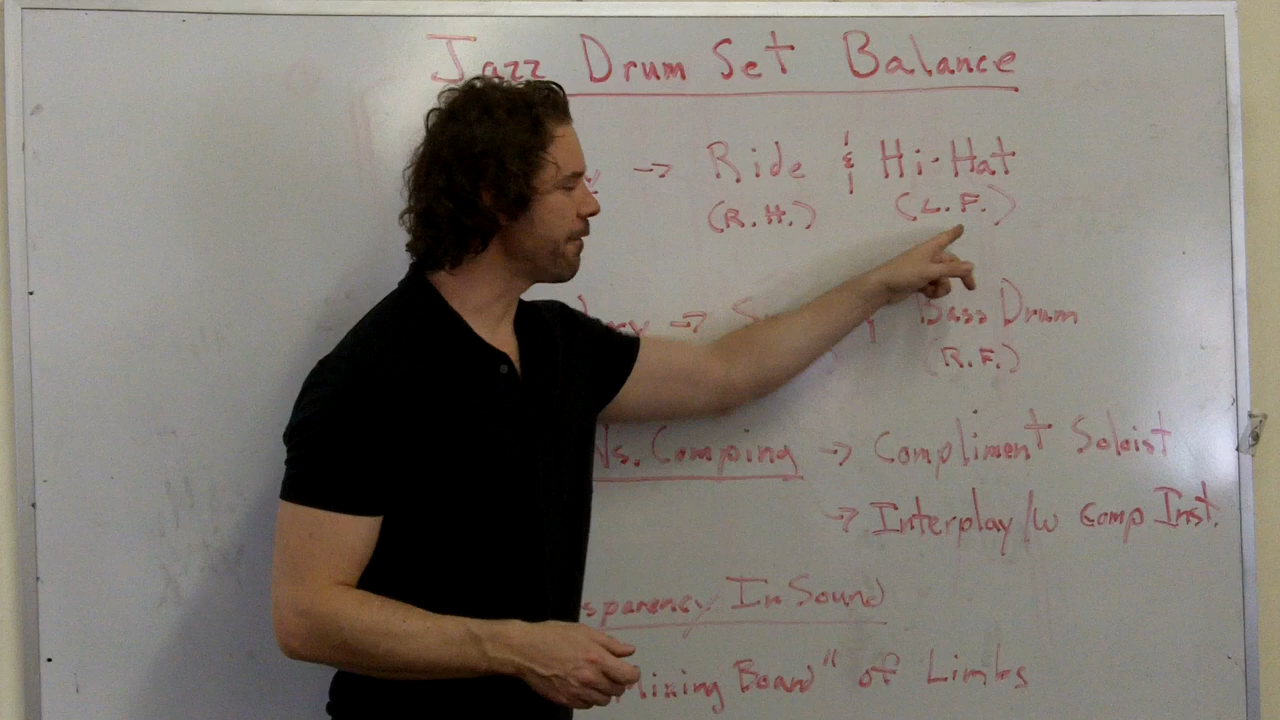 Jazz Drum Set Balance
→ Ride & Hi-Hat
(R.H.) (L.F.)
→ Bass Drum
(R.F.)
Vs. Comping → Compliment Soloist
→ Interplay /w Comp Inst.
sparency In Sound
Mixing Board" of Limbs